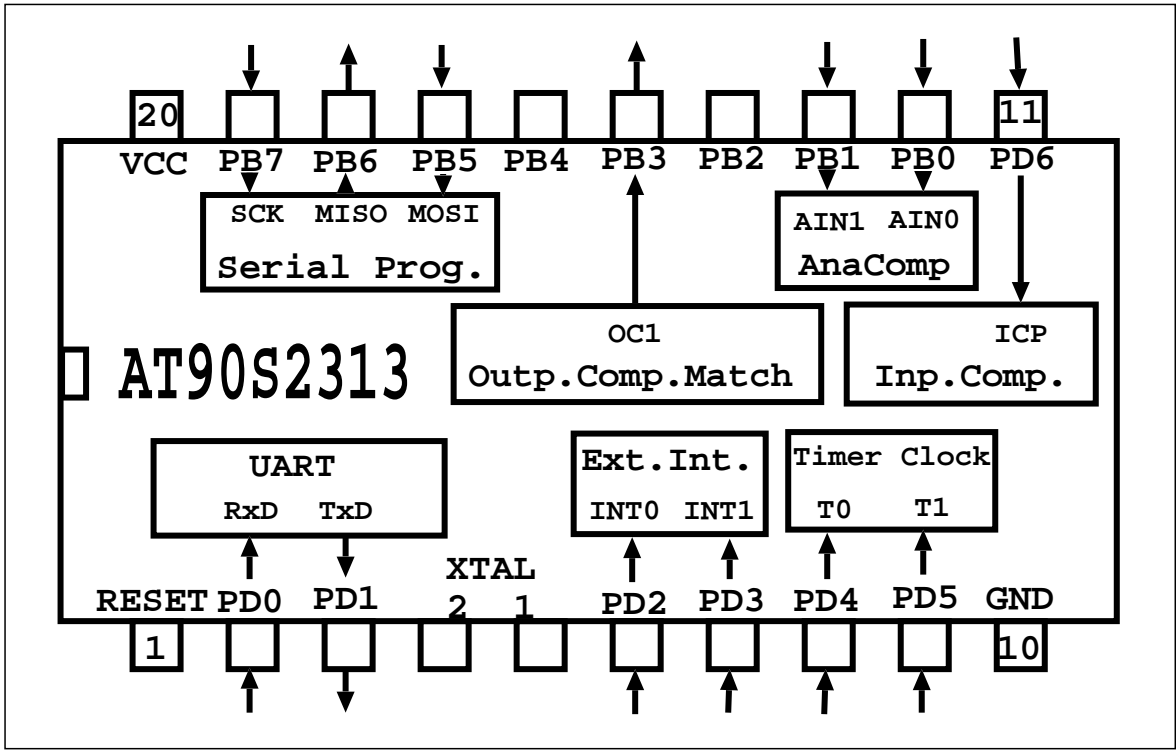 20 11
VCC PB7 PB6 PB5 PB4 PB3 PB2 PB1 PB0 PD6
SCK MISO MOSI
Serial Prog.
AIN1 AIN0
AnaComp
OC1
Outp.Comp.Match
ICP
Inp.Comp.
AT90S2313
UART
RxD TxD
Ext.Int.
INT0 INT1
Timer Clock
T0 T1
XTAL
RESET PD0 PD1 2 1 PD2 PD3 PD4 PD5 GND
1 10